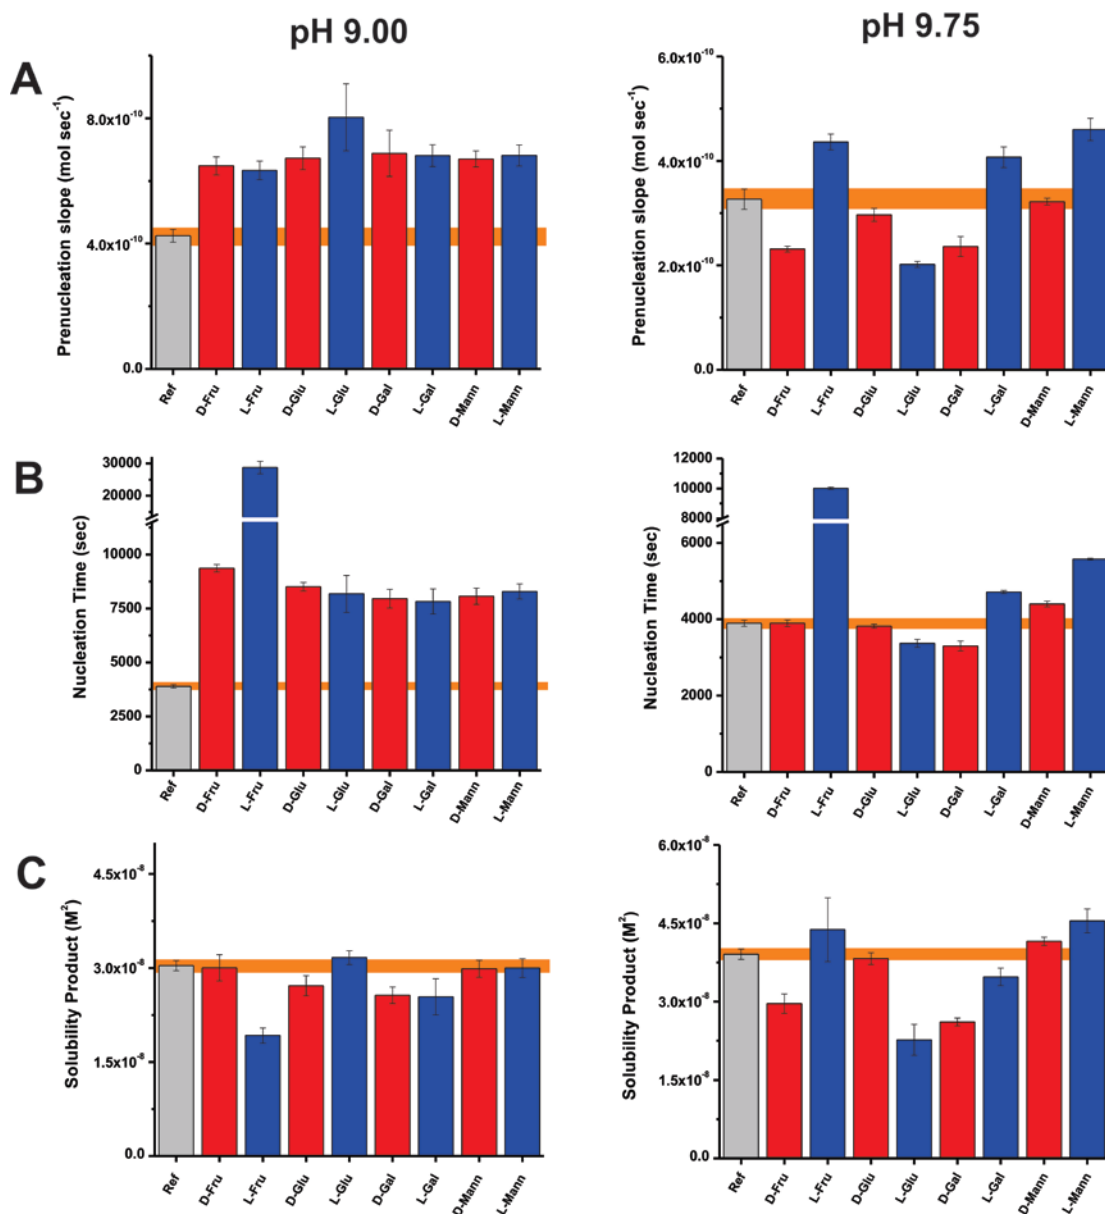 pH 9.00
pH 9.75
A
Prenucleation slope (mol sec⁻¹)
8.0x10⁻¹⁰
4.0x10⁻¹⁰
0.0
Ref D-Fru L-Fru D-Glu L-Glu D-Gal L-Gal D-Mann L-Mann
Prenucleation slope (mol sec⁻¹)
6.0x10⁻¹⁰
4.0x10⁻¹⁰
2.0x10⁻¹⁰
0.0
Ref D-Fru L-Fru D-Glu L-Glu D-Gal L-Gal D-Mann L-Mann
B
Nucleation Time (sec)
30000
20000
10000
7500
5000
2500
0
Ref D-Fru L-Fru D-Glu L-Glu D-Gal L-Gal D-Mann L-Mann
Nucleation Time (sec)
12000
10000
8000
6000
4000
2000
0
Ref D-Fru L-Fru D-Glu L-Glu D-Gal L-Gal D-Mann L-Mann
C
Solubility Product (M²)
4.5x10⁻⁸
3.0x10⁻⁸
1.5x10⁻⁸
0.0
Ref D-Fru L-Fru D-Glu L-Glu D-Gal L-Gal D-Mann L-Mann
Solubility Product (M²)
6.0x10⁻⁸
4.5x10⁻⁸
3.0x10⁻⁸
1.5x10⁻⁸
0.0
Ref D-Fru L-Fru D-Glu L-Glu D-Gal L-Gal D-Mann L-Mann